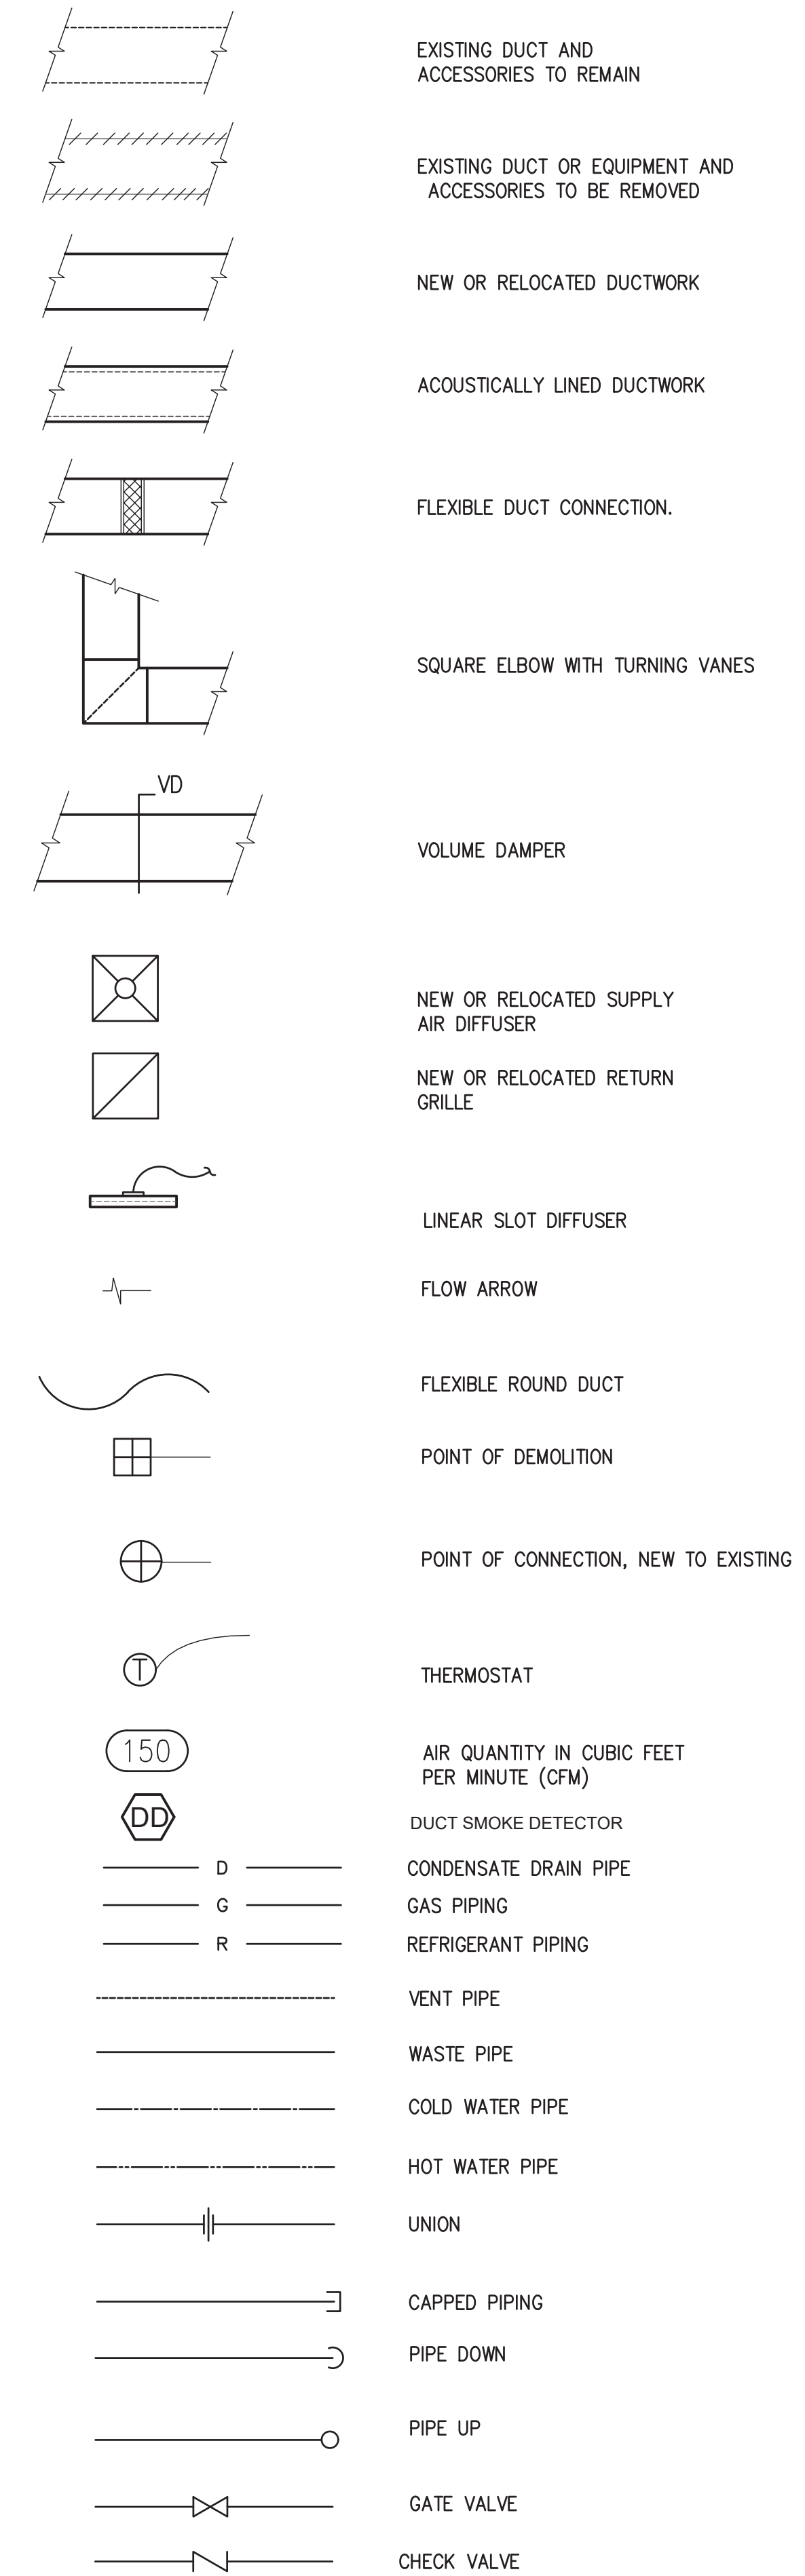 EXISTING DUCT AND
ACCESSORIES TO REMAIN
EXISTING DUCT OR EQUIPMENT AND
ACCESSORIES TO BE REMOVED
NEW OR RELOCATED DUCTWORK
ACOUSTICALLY LINED DUCTWORK
FLEXIBLE DUCT CONNECTION.
SQUARE ELBOW WITH TURNING VANES
VD
VOLUME DAMPER
NEW OR RELOCATED SUPPLY
AIR DIFFUSER
NEW OR RELOCATED RETURN
GRILLE
LINEAR SLOT DIFFUSER
FLOW ARROW
FLEXIBLE ROUND DUCT
POINT OF DEMOLITION
POINT OF CONNECTION, NEW TO EXISTING
T
THERMOSTAT
150
AIR QUANTITY IN CUBIC FEET
PER MINUTE (CFM)
DD
DUCT SMOKE DETECTOR
D
CONDENSATE DRAIN PIPE
G
GAS PIPING
R
REFRIGERANT PIPING
VENT PIPE
WASTE PIPE
COLD WATER PIPE
HOT WATER PIPE
UNION
CAPPED PIPING
PIPE DOWN
PIPE UP
GATE VALVE
CHECK VALVE